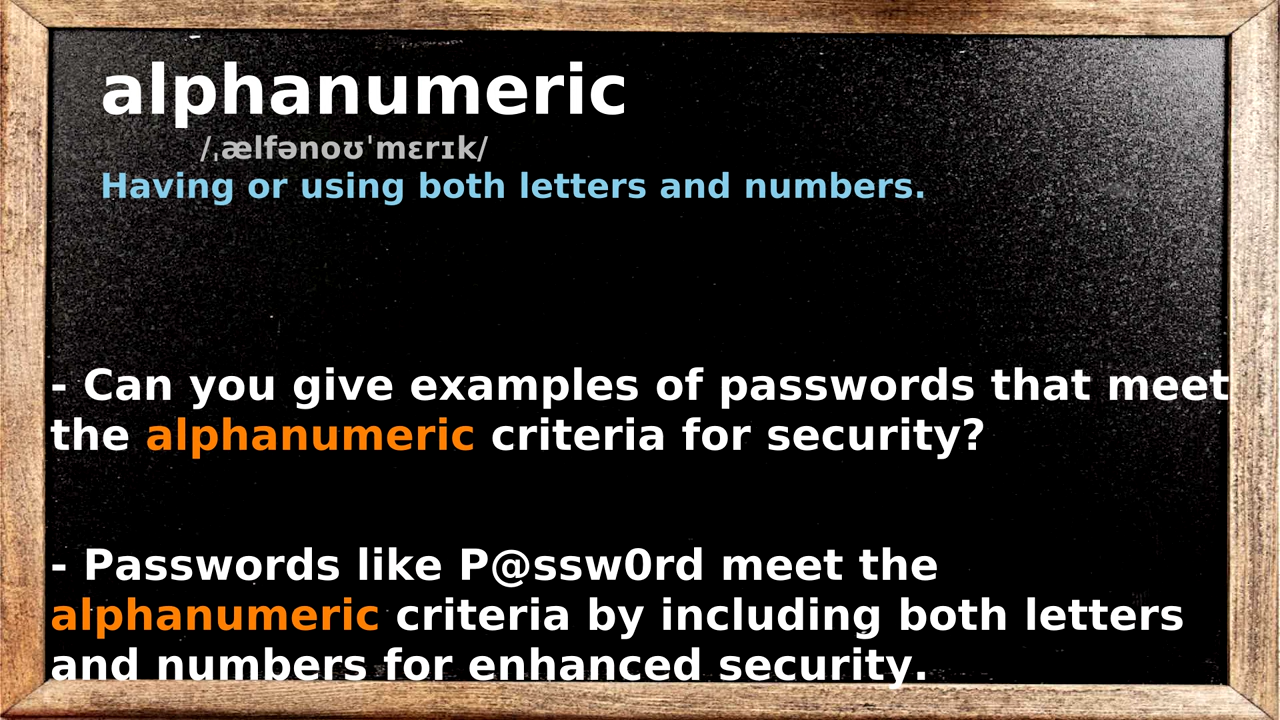 alphanumeric
/ˌælfənoʊˈmɛrɪk/
Having or using both letters and numbers.
- Can you give examples of passwords that meet
the alphanumeric criteria for security?
- Passwords like P@ssw0rd meet the
alphanumeric criteria by including both letters
and numbers for enhanced security.